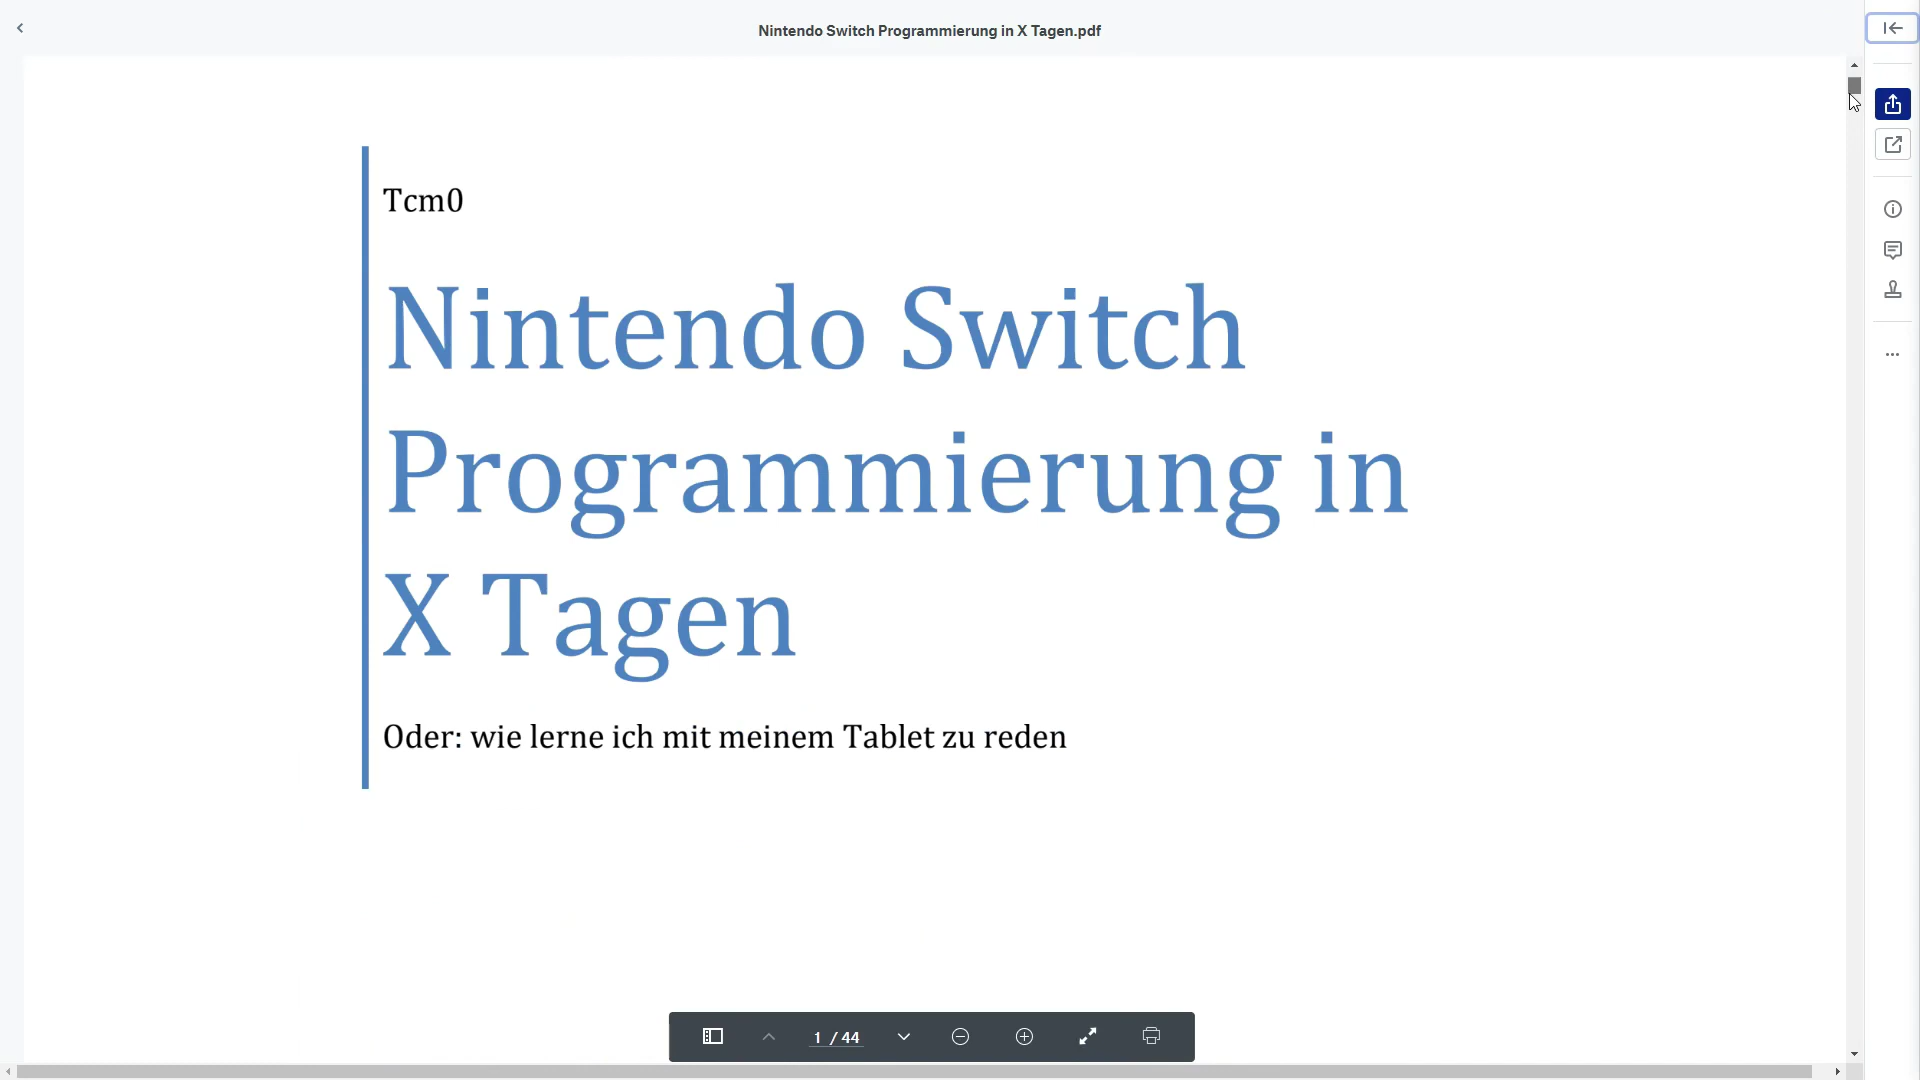 Nintendo Switch Programmierung in X Tagen.pdf
Tcm0
Nintendo Switch
Programmierung in
X Tagen
Oder: wie lerne ich mit meinem Tablet zu reden
1 / 44